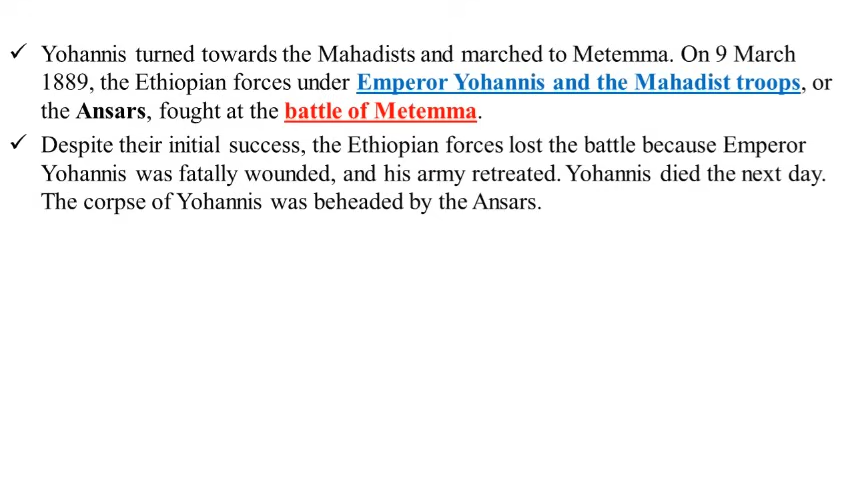 ✓ Yohannis turned towards the Mahadists and marched to Metemma. On 9 March
1889, the Ethiopian forces under Emperor Yohannis and the Mahadist troops, or
the Ansars, fought at the battle of Metemma.
✓ Despite their initial success, the Ethiopian forces lost the battle because Emperor
Yohannis was fatally wounded, and his army retreated. Yohannis died the next day.
The corpse of Yohannis was beheaded by the Ansars.